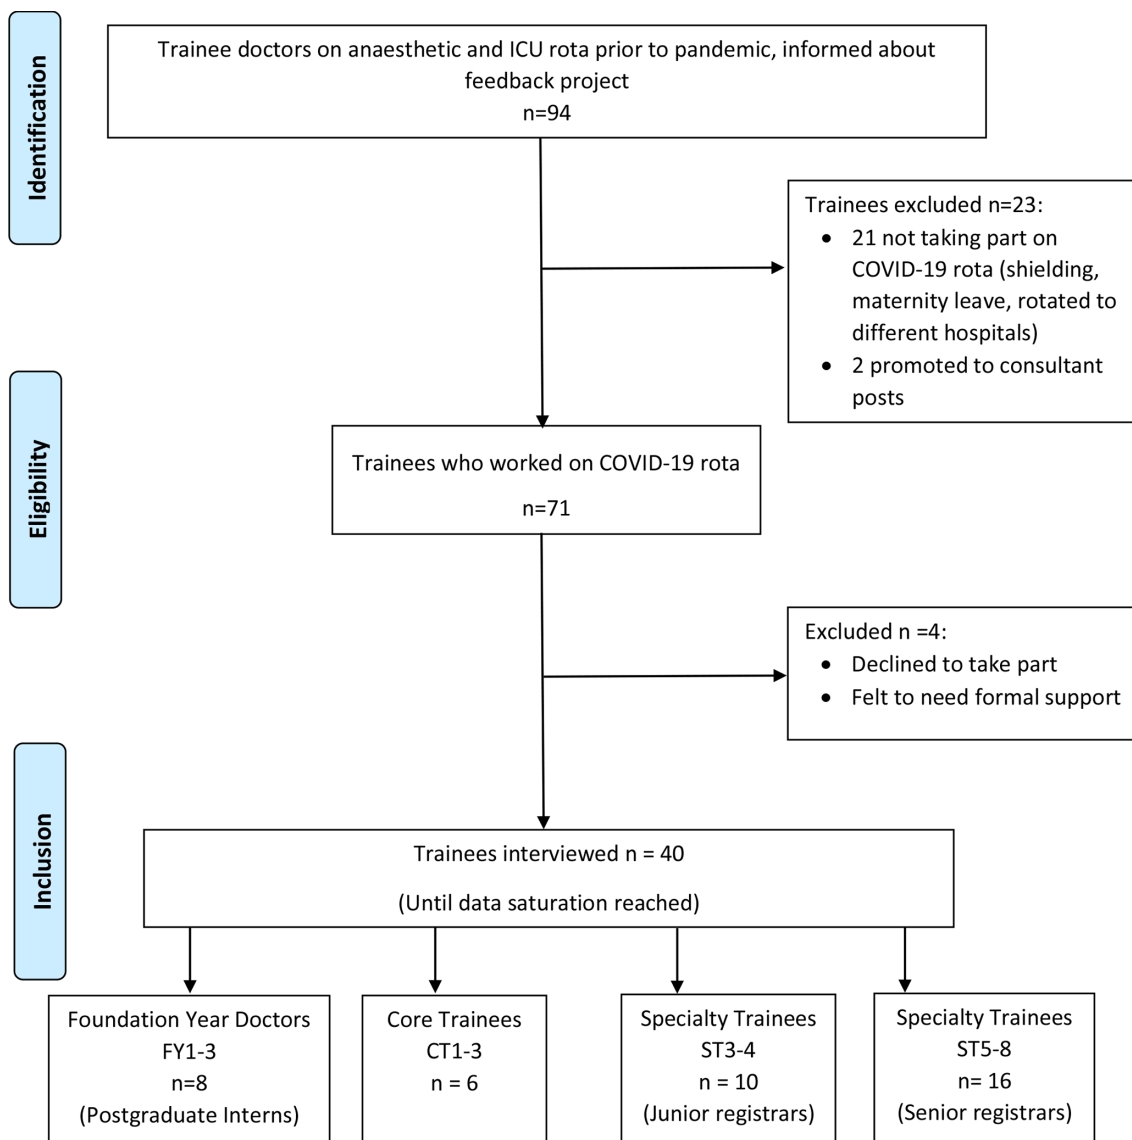 Identification
Trainee doctors on anaesthetic and ICU rota prior to pandemic, informed about
feedback project
n=94
Trainees excluded n=23:
• 21 not taking part on
COVID-19 rota (shielding,
maternity leave, rotated to
different hospitals)
• 2 promoted to consultant
posts
Eligibility
Trainees who worked on COVID-19 rota
n=71
Excluded n =4:
• Declined to take part
• Felt to need formal support
Inclusion
Trainees interviewed n = 40
(Until data saturation reached)
Foundation Year Doctors
FY1-3
n=8
(Postgraduate Interns)
Core Trainees
CT1-3
n = 6
Specialty Trainees
ST3-4
n = 10
(Junior registrars)
Specialty Trainees
ST5-8
n= 16
(Senior registrars)